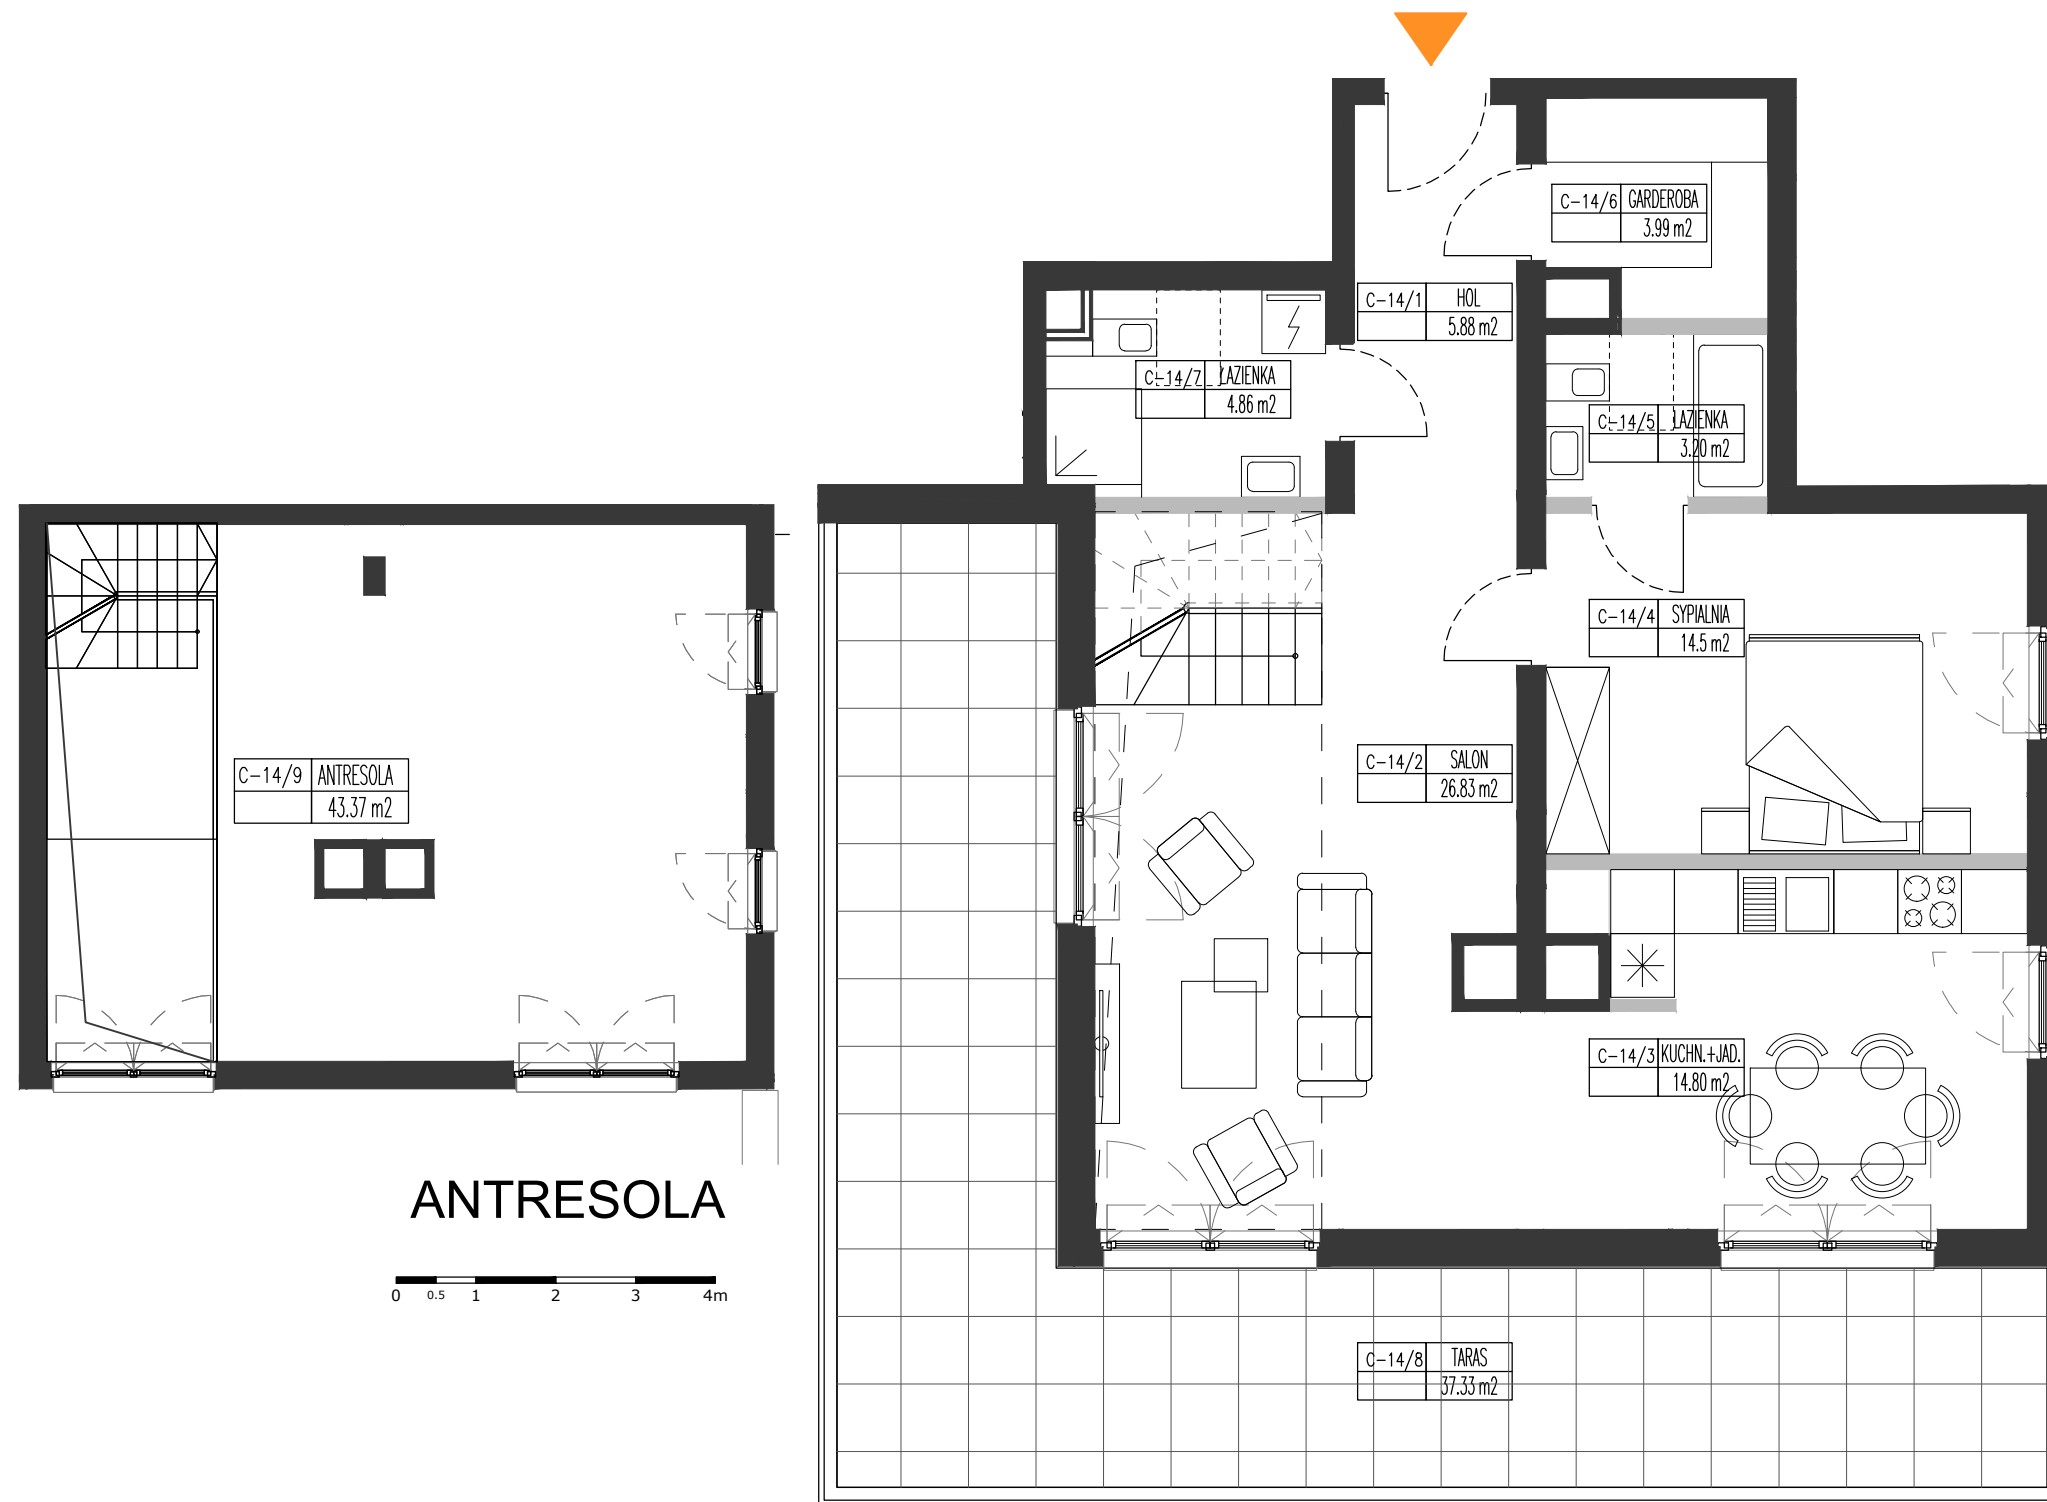 C-14/6 GARDEROBA
3.99 m2
C-14/1 HOL
5.88 m2
C-14/7 ŁAZIENKA
4.86 m2
C-14/5 ŁAZIENKA
3.20 m2
C-14/4 SYPIALNIA
14.5 m2
C-14/2 SALON
26.83 m2
C-14/9 ANTRESOLA
43.37 m2
C-14/3 KUCHN.+JAD.
14.80 m2
ANTRESOLA
0 0.5 1 2 3 4m
C-14/8 TARAS
37.33 m2